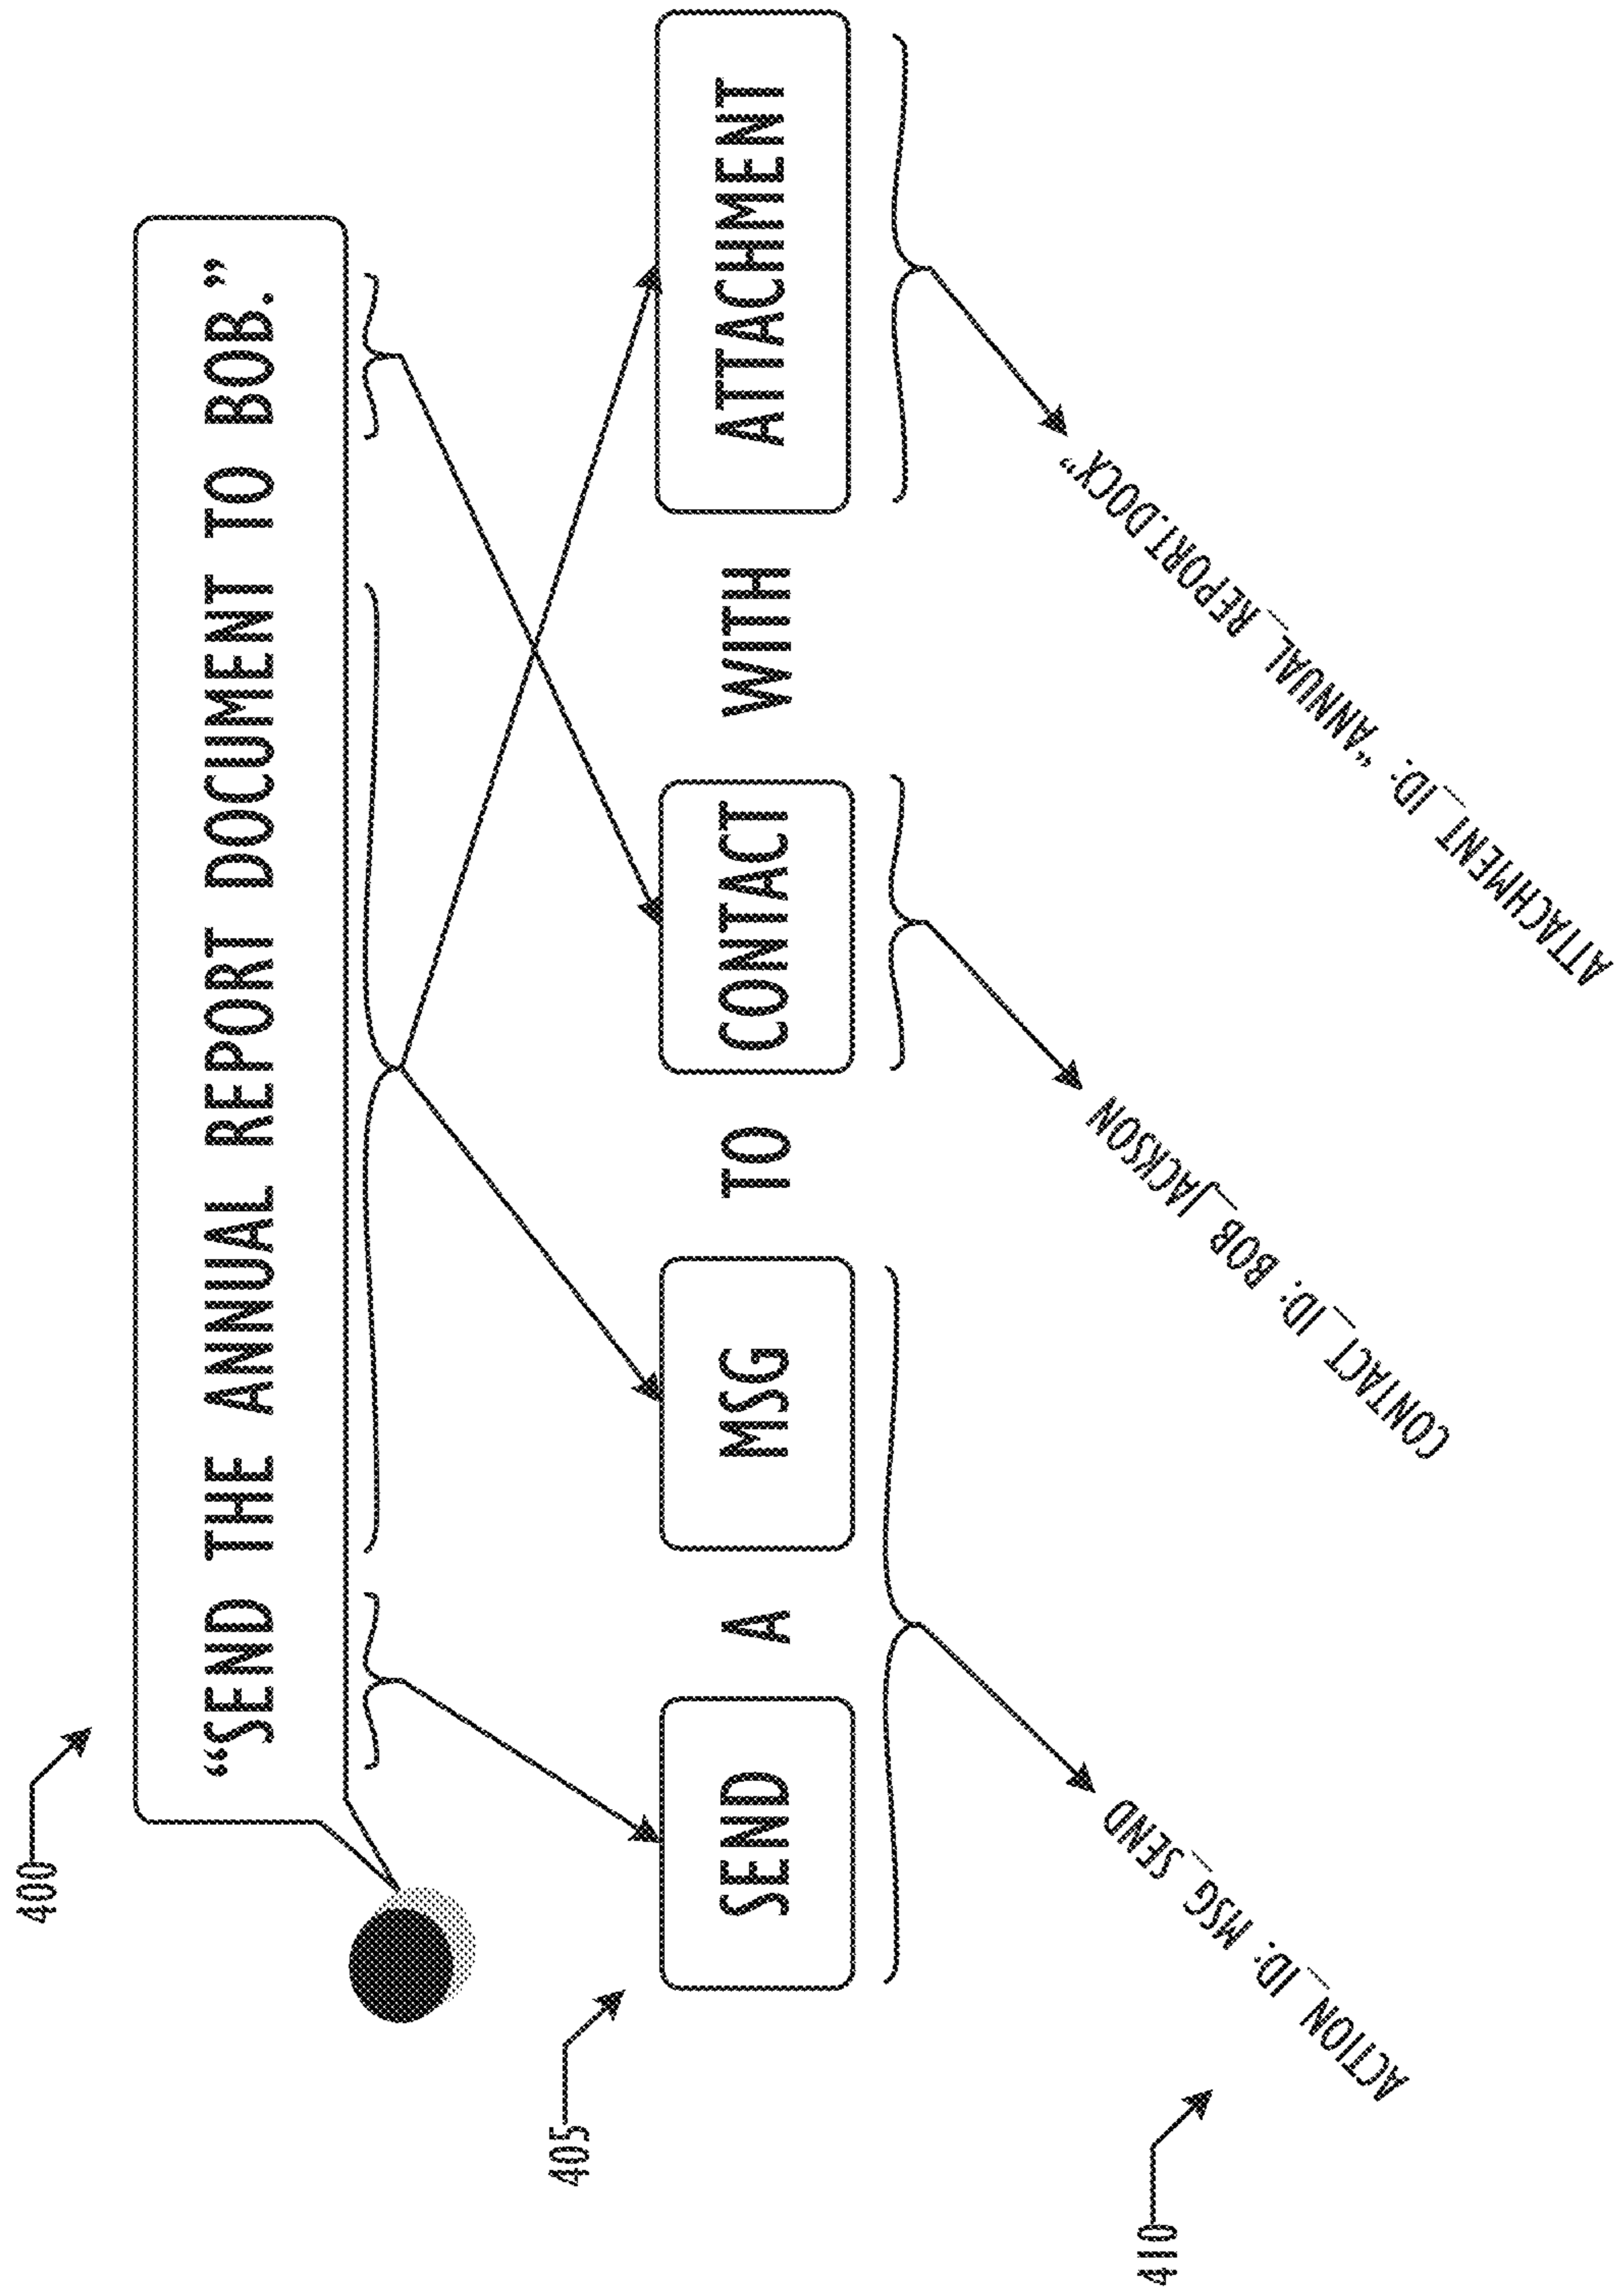 400
“SEND THE ANNUAL REPORT DOCUMENT TO BOB.”
405
SEND A MSG TO CONTACT WITH ATTACHMENT
410
ACTION_ID: MSG_SEND
CONTACT_ID: BOB_JACKSON
ATTACHMENT_ID: “ANNUAL_REPORT.DOCX”